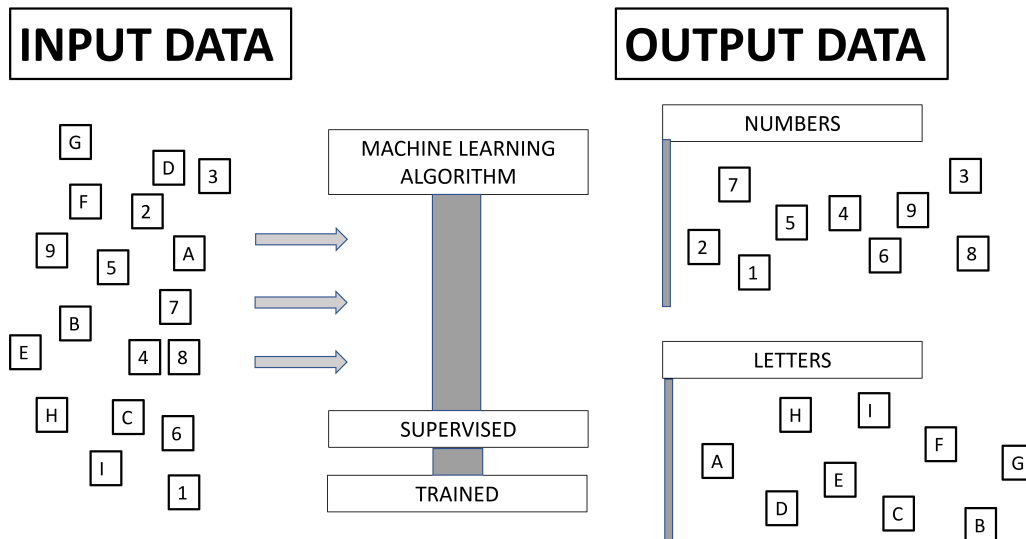 INPUT DATA
OUTPUT DATA
G
D
3
F
2
9
5
A
7
B
E
4
8
H
C
6
I
1
MACHINE LEARNING
ALGORITHM
SUPERVISED
TRAINED
NUMBERS
7
3
5
4
9
2
1
6
8
LETTERS
H
I
F
A
G
E
D
C
B